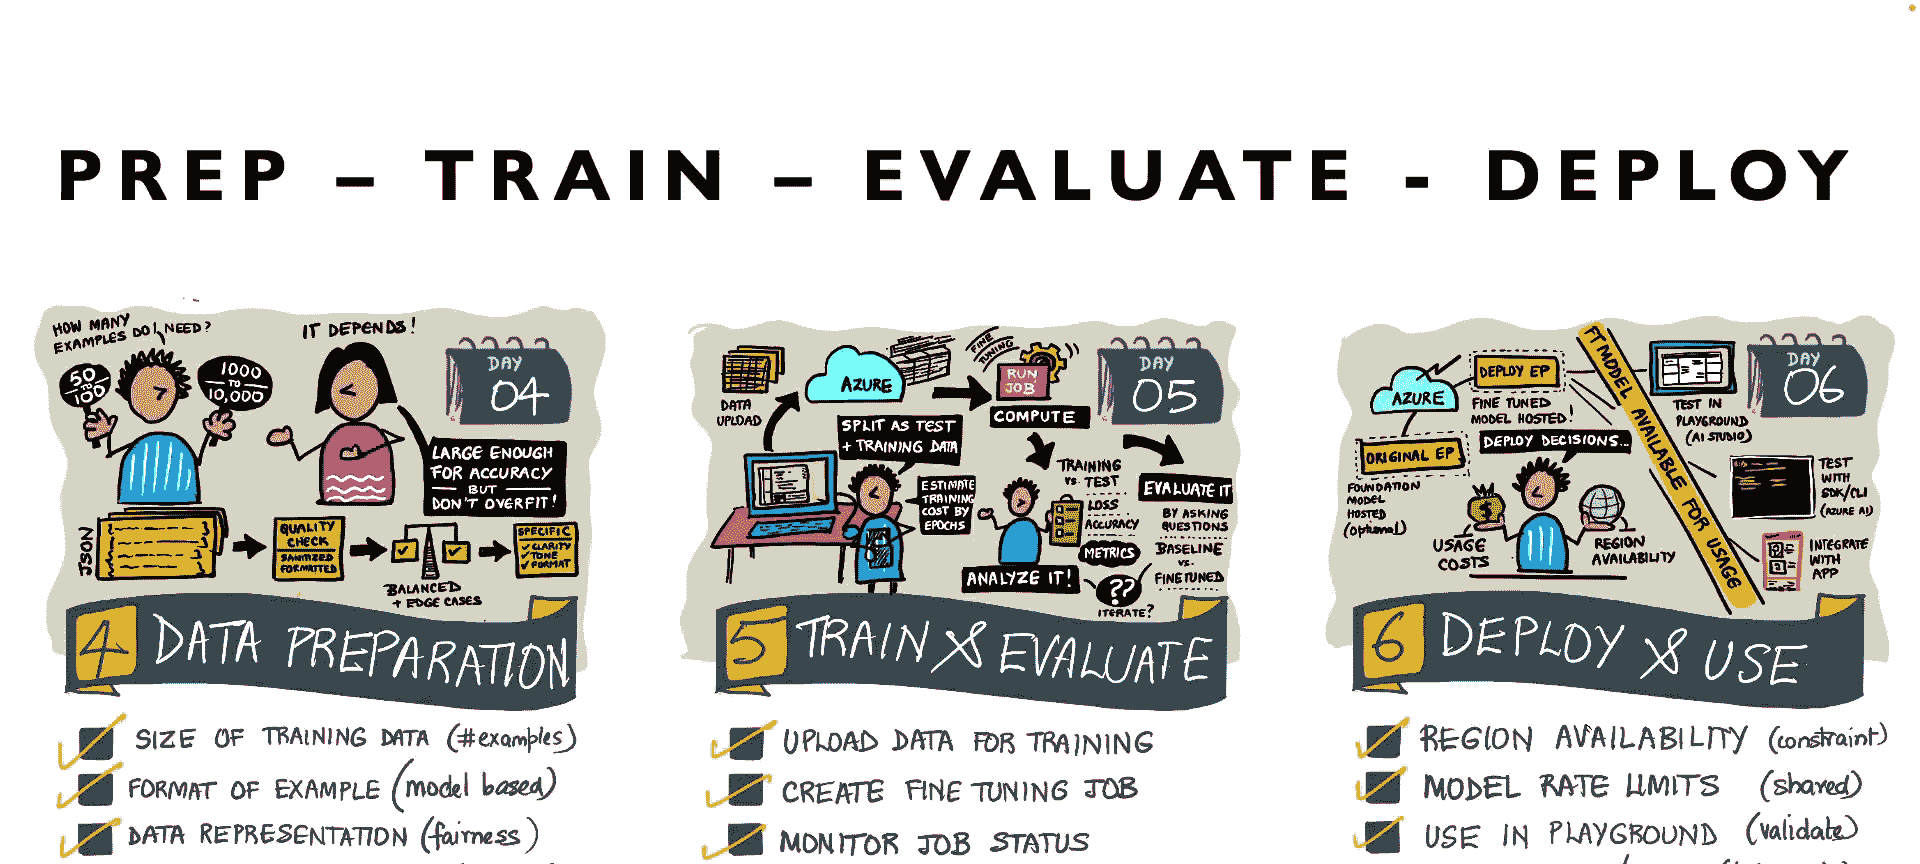 PREP – TRAIN – EVALUATE - DEPLOY
HOW MANY
EXAMPLES DO I NEED?
50
TO
100
1000
TO
10,000
IT DEPENDS!
DAY
04
LARGE ENOUGH
FOR ACCURACY
BUT
DON'T OVERFIT!
JSON
QUALITY
CHECK
SANITIZED
FORMATTED
BALANCED
+ EDGE CASES
SPECIFIC
CLARITY
TONE
FORMAT
4 DATA PREPARATION
SIZE OF TRAINING DATA (#examples)
FORMAT OF EXAMPLE (model based)
DATA REPRESENTATION (fairness)
DATA
UPLOAD
AZURE
FINE
TUNING
RUN
JOB
COMPUTE
DAY
05
SPLIT AS TEST
+ TRAINING DATA
ESTIMATE
TRAINING
COST BY
EPOCHS
TRAINING
vs. TEST
LOSS
ACCURACY
METRICS
ANALYZE IT!
??
ITERATE?
EVALUATE IT
BY ASKING
QUESTIONS
BASELINE
vs.
FINETUNED
5 TRAIN & EVALUATE
UPLOAD DATA FOR TRAINING
CREATE FINE TUNING JOB
MONITOR JOB STATUS
AZURE
DEPLOY EP
FINE TUNED
MODEL HOSTED!
ORIGINAL EP
FOUNDATION
MODEL
HOSTED
(optional)
DEPLOY DECISIONS...
$
USAGE
COSTS
REGION
AVAILABILITY
FT MODEL AVAILABLE FOR USAGE
TEST IN
PLAYGROUND
(AI STUDIO)
DAY
06
TEST
WITH
SDK/CLI
(AZURE AI)
INTEGRATE
WITH
APP
6 DEPLOY & USE
REGION AVAILABILITY (constraint)
MODEL RATE LIMITS (shared)
USE IN PLAYGROUND (validate)